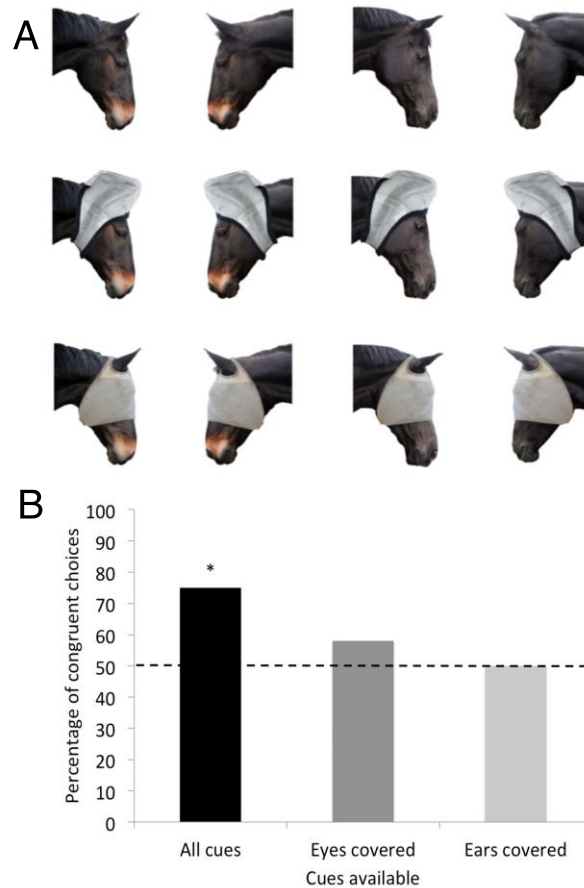 A
B
Percentage of congruent choices
100
90
80
70
60
50
40
30
20
10
0
*
All cues
Eyes covered
Ears covered
Cues available